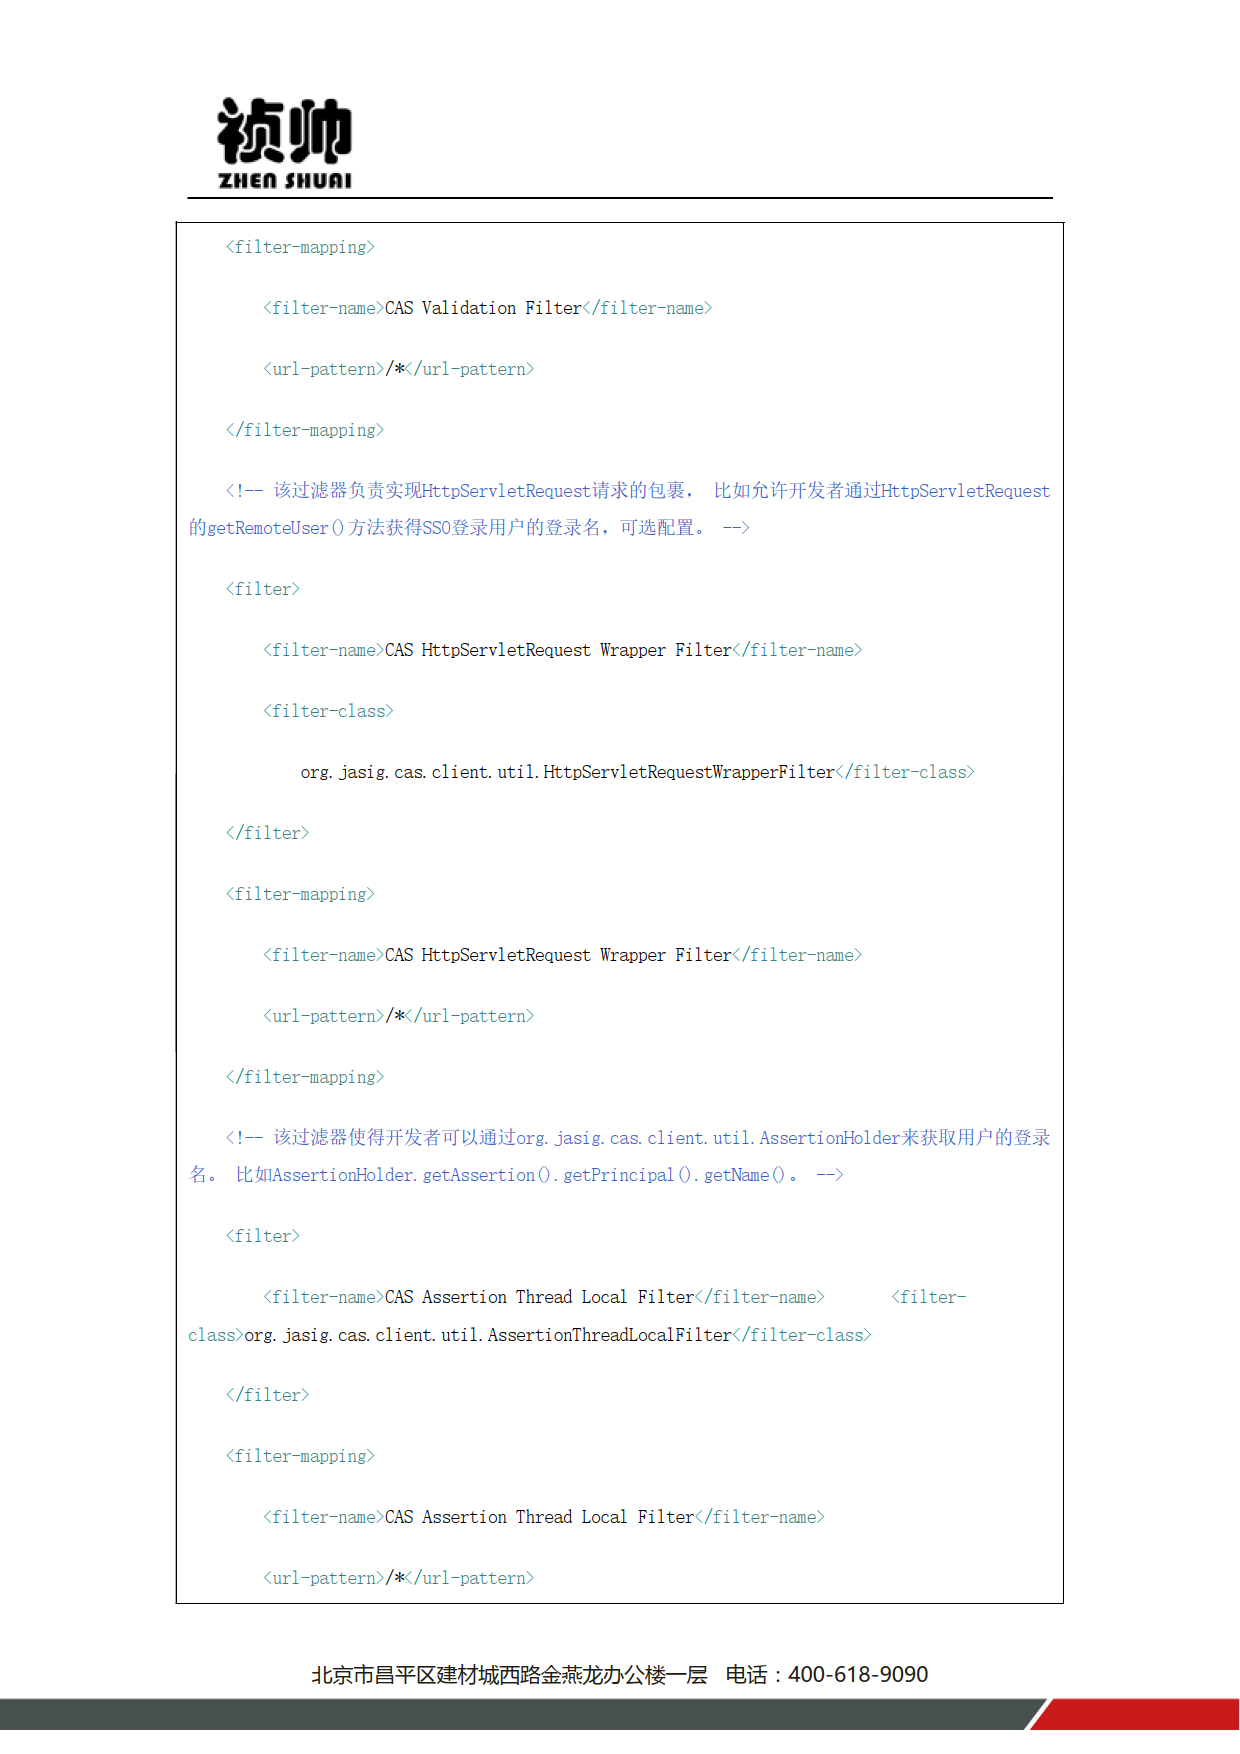 祯帅
ZHEN SHUAI
<filter-mapping>
<filter-name>CAS Validation Filter</filter-name>
<url-pattern>/*</url-pattern>
</filter-mapping>
<!-- 该过滤器负责实现HttpServletRequest请求的包裹， 比如允许开发者通过HttpServletRequest
的getRemoteUser()方法获得SSO登录用户的登录名，可选配置。 -->
<filter>
<filter-name>CAS HttpServletRequest Wrapper Filter</filter-name>
<filter-class>
org.jasig.cas.client.util.HttpServletRequestWrapperFilter</filter-class>
</filter>
<filter-mapping>
<filter-name>CAS HttpServletRequest Wrapper Filter</filter-name>
<url-pattern>/*</url-pattern>
</filter-mapping>
<!-- 该过滤器使得开发者可以通过org.jasig.cas.client.util.AssertionHolder来获取用户的登录
名。 比如AssertionHolder.getAssertion().getPrincipal().getName()。 -->
<filter>
<filter-name>CAS Assertion Thread Local Filter</filter-name> <filter-
class>org.jasig.cas.client.util.AssertionThreadLocalFilter</filter-class>
</filter>
<filter-mapping>
<filter-name>CAS Assertion Thread Local Filter</filter-name>
<url-pattern>/*</url-pattern>
北京市昌平区建材城西路金燕龙办公楼一层 电话：400-618-9090